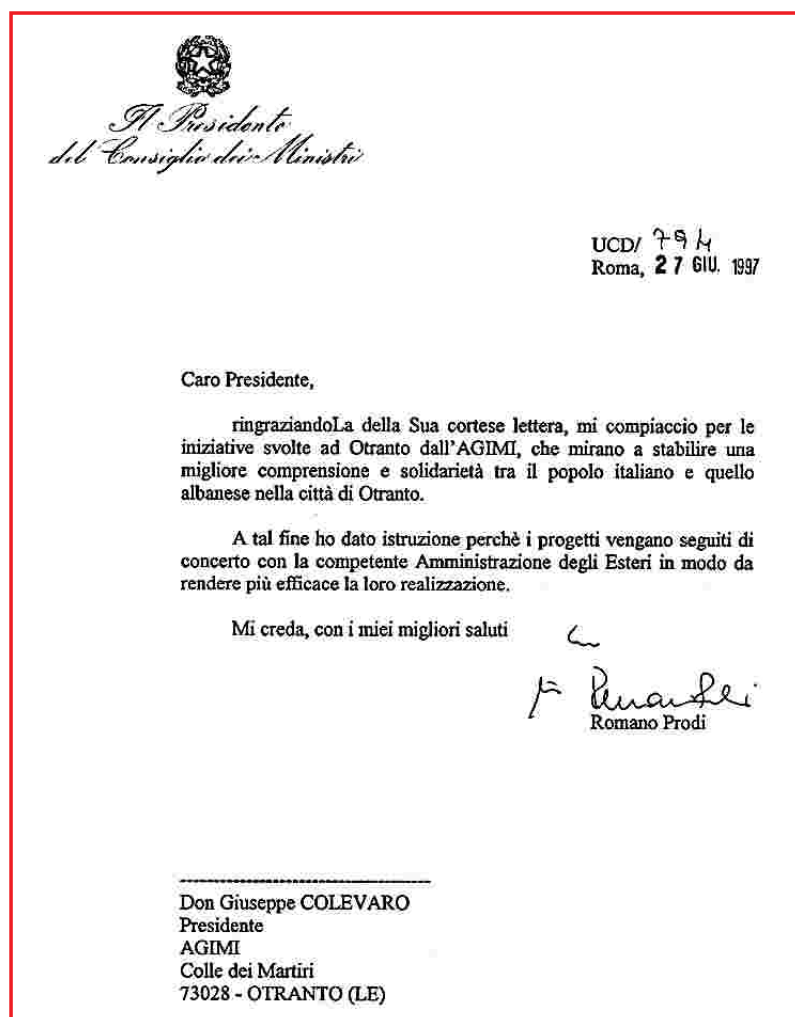 Il Presidente
del Consiglio dei Ministri
UCD/ 794
Roma, 27 GIU. 1997
Caro Presidente,
ringraziandoLa della Sua cortese lettera, mi compiaccio per le
iniziative svolte ad Otranto dall'AGIMI, che mirano a stabilire una
migliore comprensione e solidarietà tra il popolo italiano e quello
albanese nella città di Otranto.
A tal fine ho dato istruzione perchè i progetti vengano seguiti di
concerto con la competente Amministrazione degli Esteri in modo da
rendere più efficace la loro realizzazione.
Mi creda, con i miei migliori saluti
Romano Prodi
Don Giuseppe COLEVARO
Presidente
AGIMI
Colle dei Martiri
73028 - OTRANTO (LE)